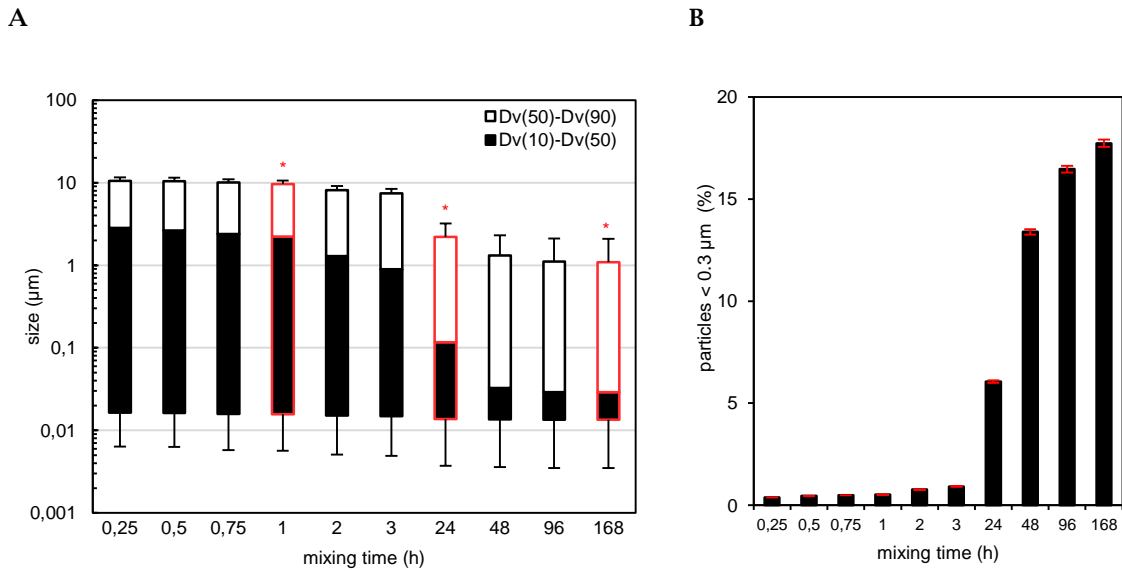 A
B
100
10
1
0,1
0,01
0,001
size (µm)
Dv(50)-Dv(90)
Dv(10)-Dv(50)
*
*
*
0,25 0,5 0,75 1 2 3 24 48 96 168
mixing time (h)
20
15
10
5
0
particles < 0.3 µm (%)
0,25 0,5 0,75 1 2 3 24 48 96 168
mixing time (h)